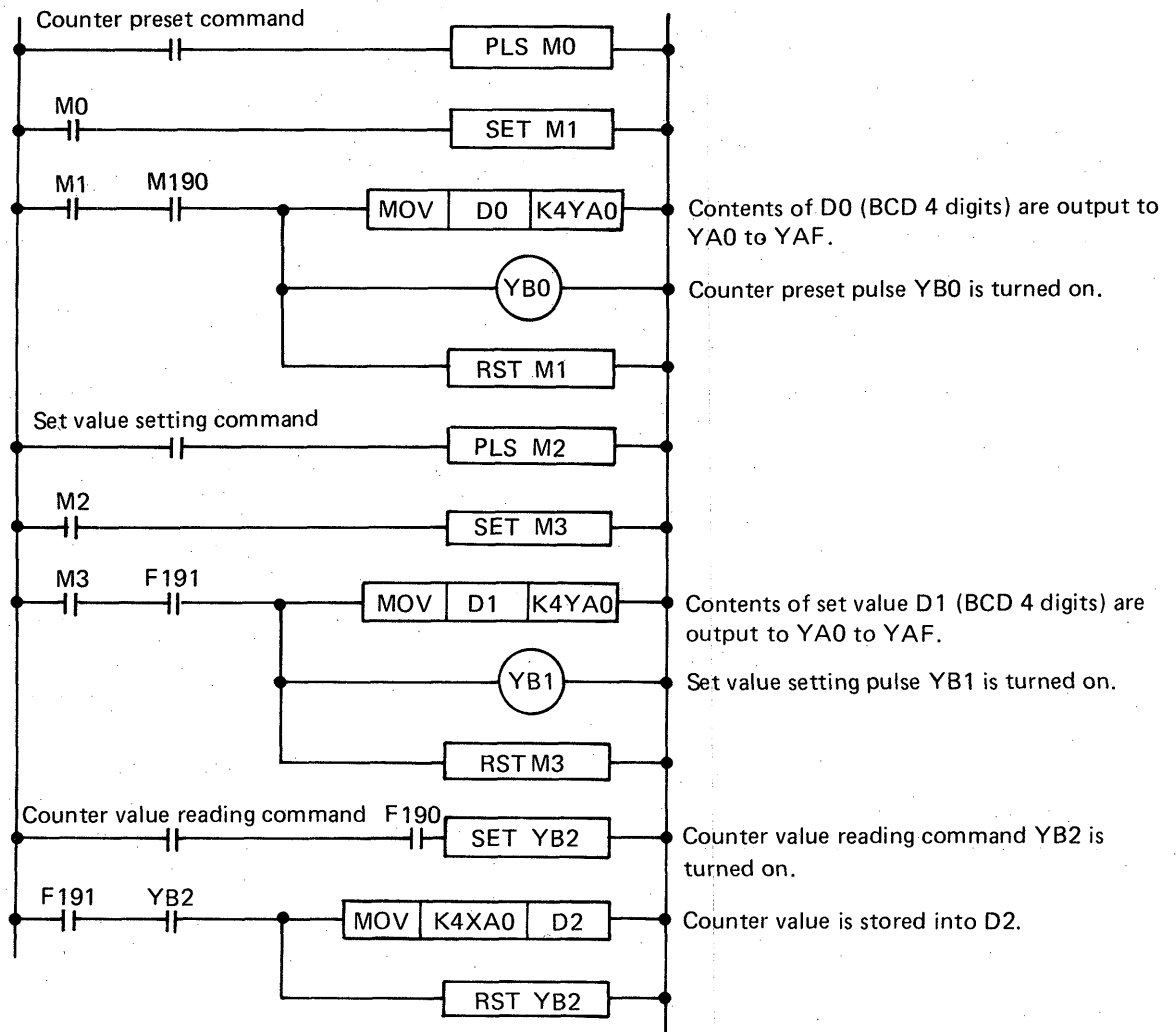 Counter preset command
PLS M0
M0
SET M1
M1 M190
MOV D0 K4YA0
Contents of D0 (BCD 4 digits) are output to
YA0 to YAF.
YB0
Counter preset pulse YB0 is turned on.
RST M1
Set value setting command
PLS M2
M2
SET M3
M3 F191
MOV D1 K4YA0
Contents of set value D1 (BCD 4 digits) are
output to YA0 to YAF.
YB1
Set value setting pulse YB1 is turned on.
RST M3
Counter value reading command F190
SET YB2
Counter value reading command YB2 is
turned on.
F191 YB2
MOV K4XA0 D2
Counter value is stored into D2.
RST YB2